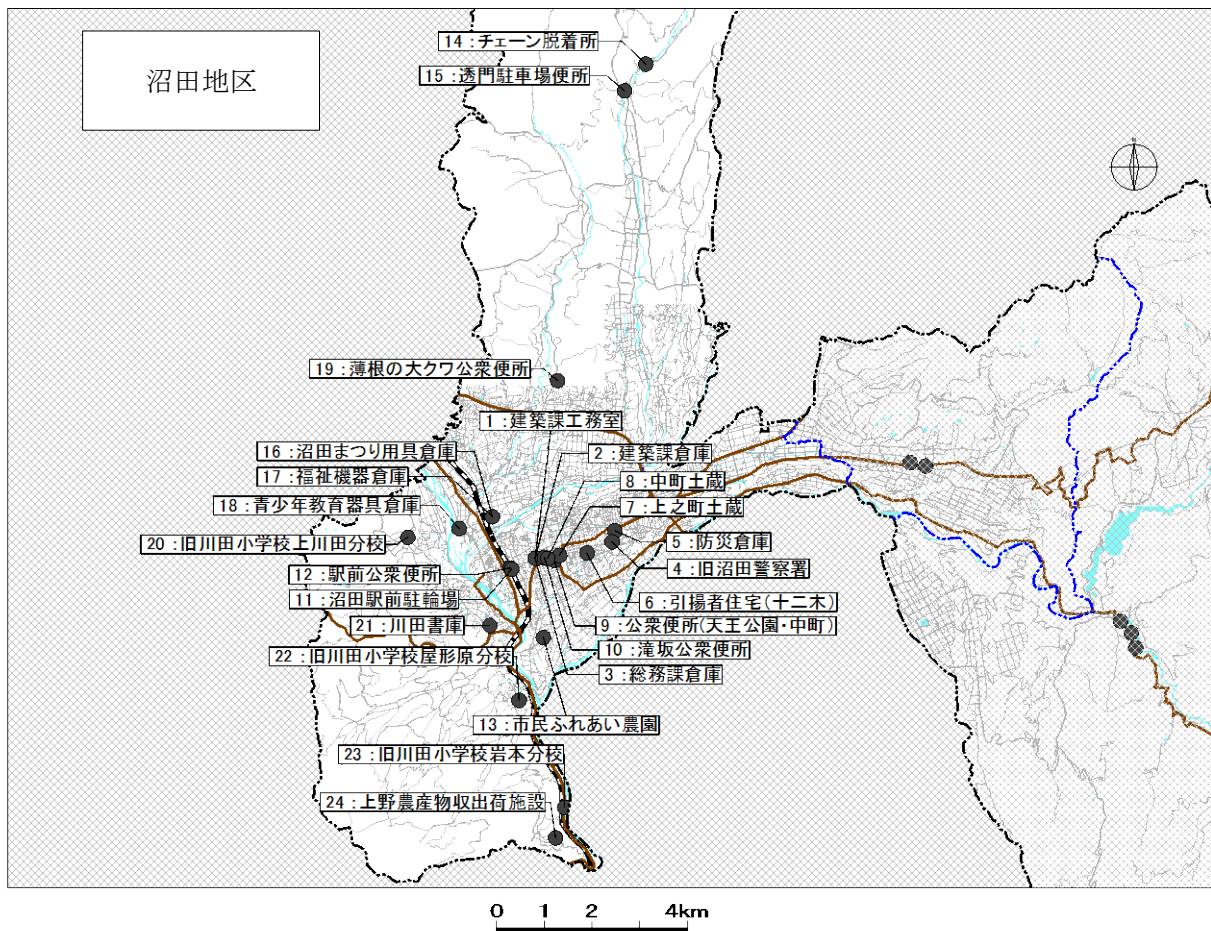 沼田地区
14：チェーン脱着所
15：透門駐車場便所
19：薄根の大クワ公衆便所
1：建築課工務室
16：沼田まつり用具倉庫
2：建築課倉庫
17：福祉機器倉庫
8：中町土蔵
18：青少年教育器具倉庫
7：上之町土蔵
20：旧川田小学校上川田分校
5：防災倉庫
12：駅前公衆便所
4：旧沼田警察署
11：沼田駅前駐輪場
6：引揚者住宅（十二木）
21：川田書庫
9：公衆便所（天王公園・中町）
22：旧川田小学校屋形原分校
10：滝坂公衆便所
3：総務課倉庫
13：市民ふれあい農園
23：旧川田小学校岩本分校
24：上野農産物収出荷施設
0 1 2 4km